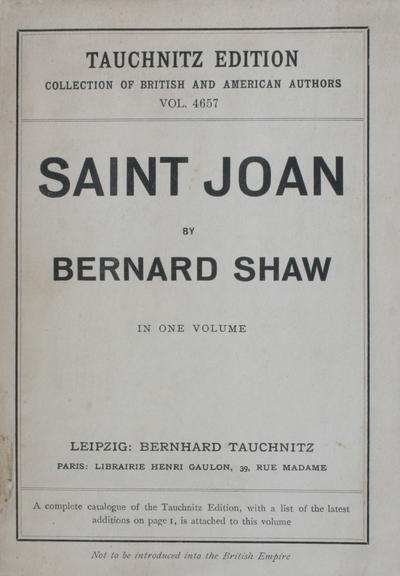 TAUCHNITZ EDITION
COLLECTION OF BRITISH AND AMERICAN AUTHORS
VOL. 4657
SAINT JOAN
BY
BERNARD SHAW
IN ONE VOLUME
LEIPZIG: BERNHARD TAUCHNITZ
PARIS: LIBRAIRIE HENRI GAULON, 39, RUE MADAME
A complete catalogue of the Tauchnitz Edition, with a list of the latest
additions on page 1, is attached to this volume
Not to be introduced into the British Empire